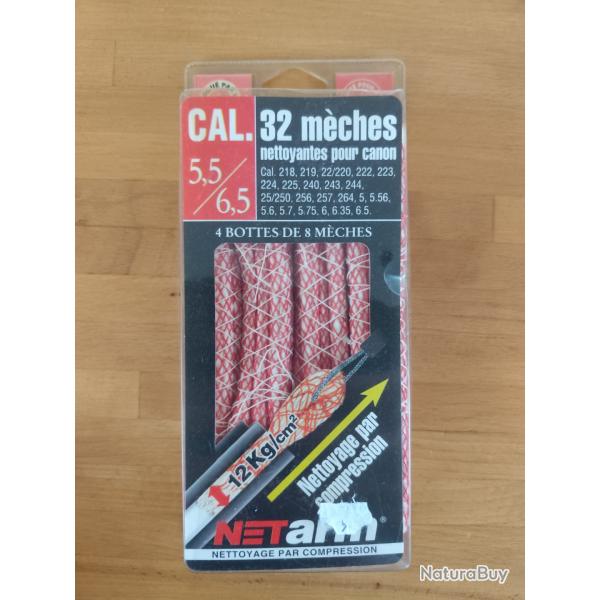 CAL.
5,5
6,5
32 mèches
nettoyantes pour canon
Cal. 218, 219, 22/220, 222, 223,
224, 225, 240, 243, 244,
25/250, 256, 257, 264, 5, 5.56,
5.6, 5.7, 5.75, 6, 6.35, 6.5.
4 BOTTES DE 8 MÈCHES
12Kg/cm²
Nettoyage par
compression
NETarm®
NETTOYAGE PAR COMPRESSION
NaturaBuy